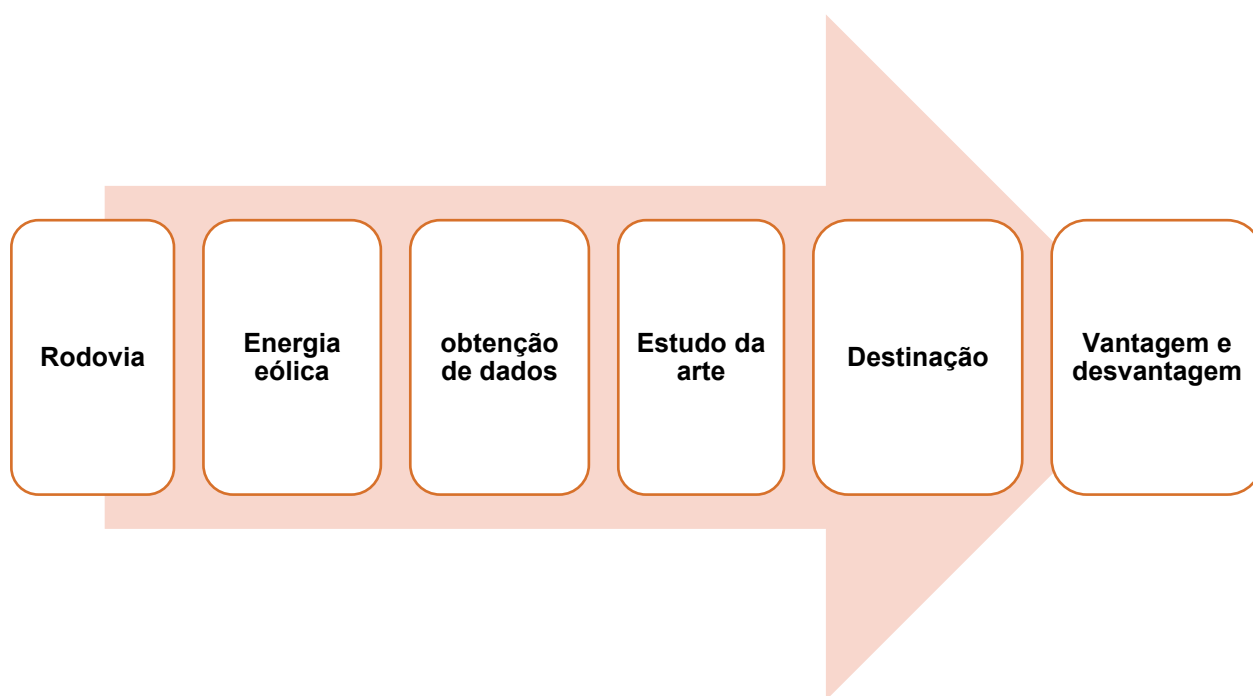 Rodovia
Energia
eólica
obtenção
de dados
Estudo da
arte
Destinação
Vantagem e
desvantagem